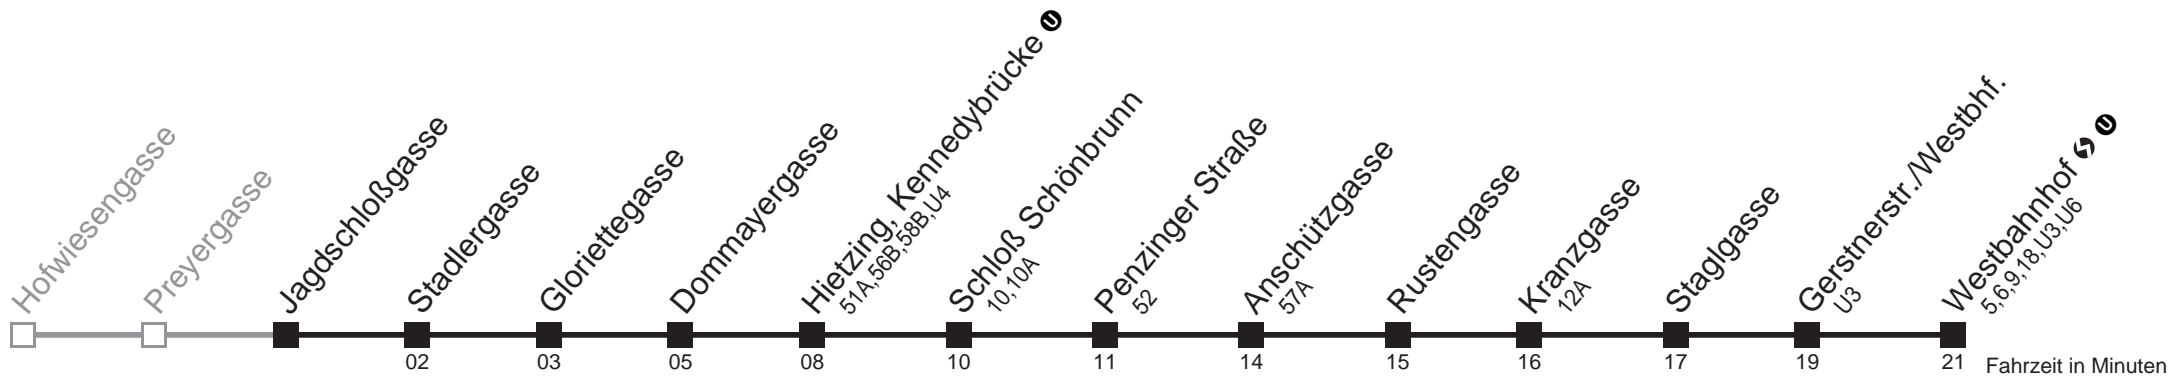 Hofwiesengasse
Preyergasse
Jagdschloßgasse
Stadlergasse
Gloriettegasse
Dommayergasse
Hietzing, Kennedybrücke U
51A,56B,58B,U4
Schloß Schönbrunn
10,10A
Penzinger Straße
52
Anschützgasse
57A
Rustengasse
Kranzgasse
12A
Staglgasse
Gerstnerstr./Westbhf.
U3
Westbahnhof U
5,6,9,18,U3,U6
02 03 05 08 10 11 14 15 16 17 19 21 Fahrzeit in Minuten